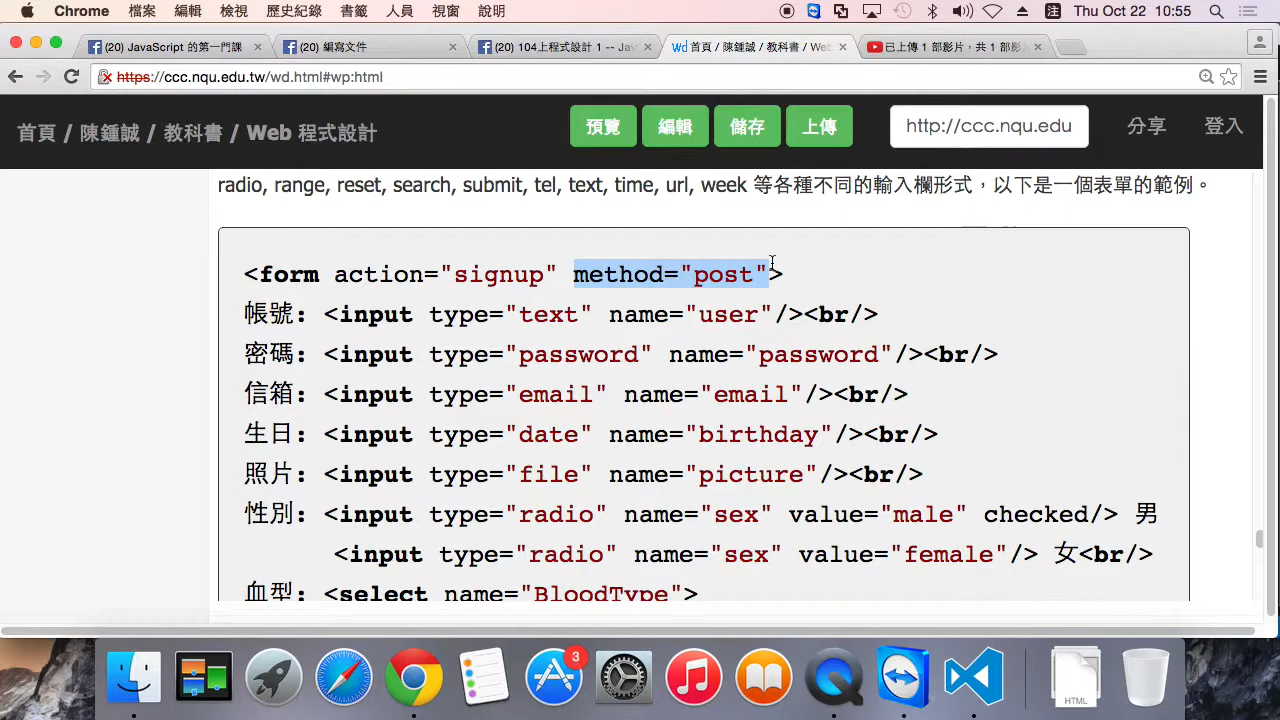 Chrome 檔案 編輯 檢視 歷史紀錄 書籤 人員 視窗 說明 注 Thu Oct 22 10:55
(20) JavaScript 的第一門課 (20) 編寫文件 (20) 104上程式設計 1 -- Jav 首頁 / 陳鍾誠 / 教科書 / Web 已上傳 1 部影片，共 1 部影
https://ccc.nqu.edu.tw/wd.html#wp:html
首頁 / 陳鍾誠 / 教科書 / Web 程式設計 預覽 編輯 儲存 上傳 http://ccc.nqu.edu 分享 登入
radio, range, reset, search, submit, tel, text, time, url, week 等各種不同的輸入欄形式，以下是一個表單的範例。
<form action="signup" method="post">
帳號: <input type="text" name="user"/><br/>
密碼: <input type="password" name="password"/><br/>
信箱: <input type="email" name="email"/><br/>
生日: <input type="date" name="birthday"/><br/>
照片: <input type="file" name="picture"/><br/>
性別: <input type="radio" name="sex" value="male" checked/> 男
<input type="radio" name="sex" value="female"/> 女<br/>
血型: <select name="BloodType">
3
HTML